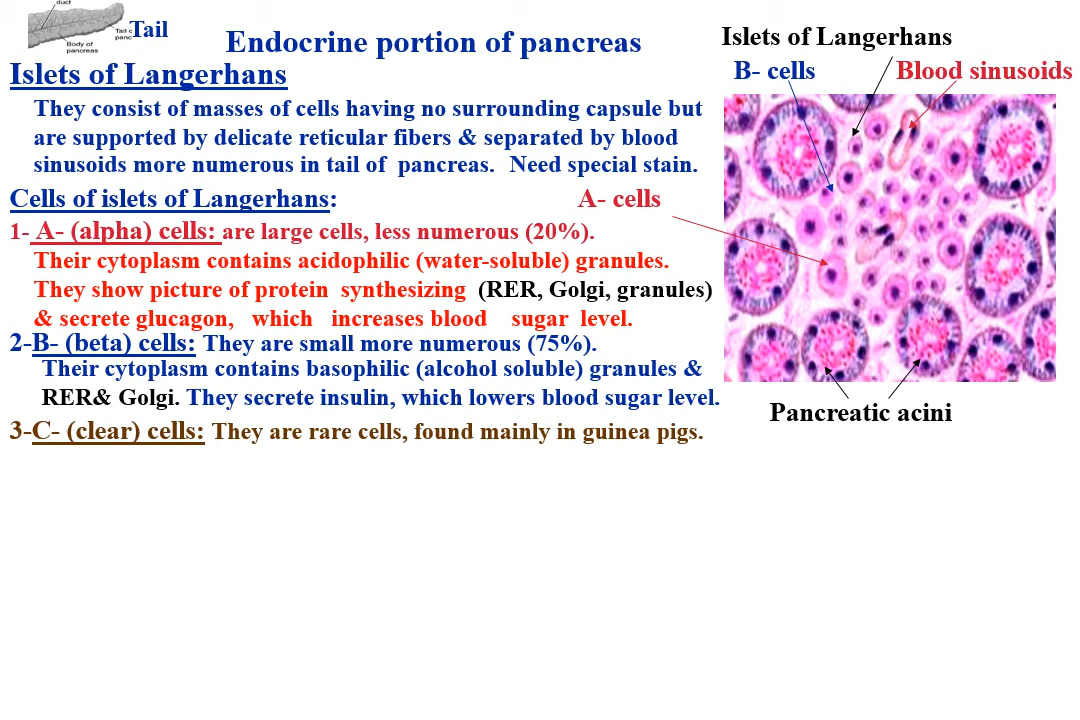 duct
Tail
Tail o
panc
Body of
pancreas
Endocrine portion of pancreas
Islets of Langerhans
They consist of masses of cells having no surrounding capsule but
are supported by delicate reticular fibers & separated by blood
sinusoids more numerous in tail of pancreas. Need special stain.
Cells of islets of Langerhans:
1- A- (alpha) cells: are large cells, less numerous (20%).
Their cytoplasm contains acidophilic (water-soluble) granules.
They show picture of protein synthesizing (RER, Golgi, granules)
& secrete glucagon, which increases blood sugar level.
2-B- (beta) cells: They are small more numerous (75%).
Their cytoplasm contains basophilic (alcohol soluble) granules &
RER& Golgi. They secrete insulin, which lowers blood sugar level.
3-C- (clear) cells: They are rare cells, found mainly in guinea pigs.
Islets of Langerhans
B- cells
Blood sinusoids
A- cells
Pancreatic acini